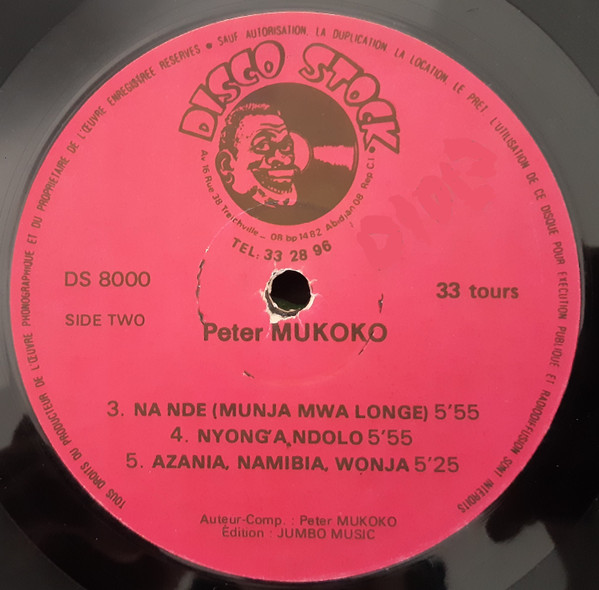 TOUS DROITS DU PRODUCTEUR DE L'ŒUVRE PHONOGRAPHIQUE ET DU PROPRIETAIRE DE L'ŒUVRE ENREGISTRÉE RESERVES • SAUF AUTORISATION, LA DUPLICATION, LA LOCATION, LE PRET, L'UTILISATION DE CE DISQUE POUR EXECUTION PUBLIQUE ET RADIODIFFUSION SONT INTERDITS
DISCO STOCK
Av 16 Rue 38 Treichville _ 08 bp 1482 Abidjan 08 Rep C.I. •
TEL: 33 28 96
DIMA
DS 8000
33 tours
SIDE TWO
Peter MUKOKO
3. NA NDE (MUNJA MWA LONGE) 5'55
4. NYONG'A NDOLO 5'55
5. AZANIA, NAMIBIA, WONJA 5'25
Auteur-Comp. : Peter MUKOKO
Édition : JUMBO MUSIC